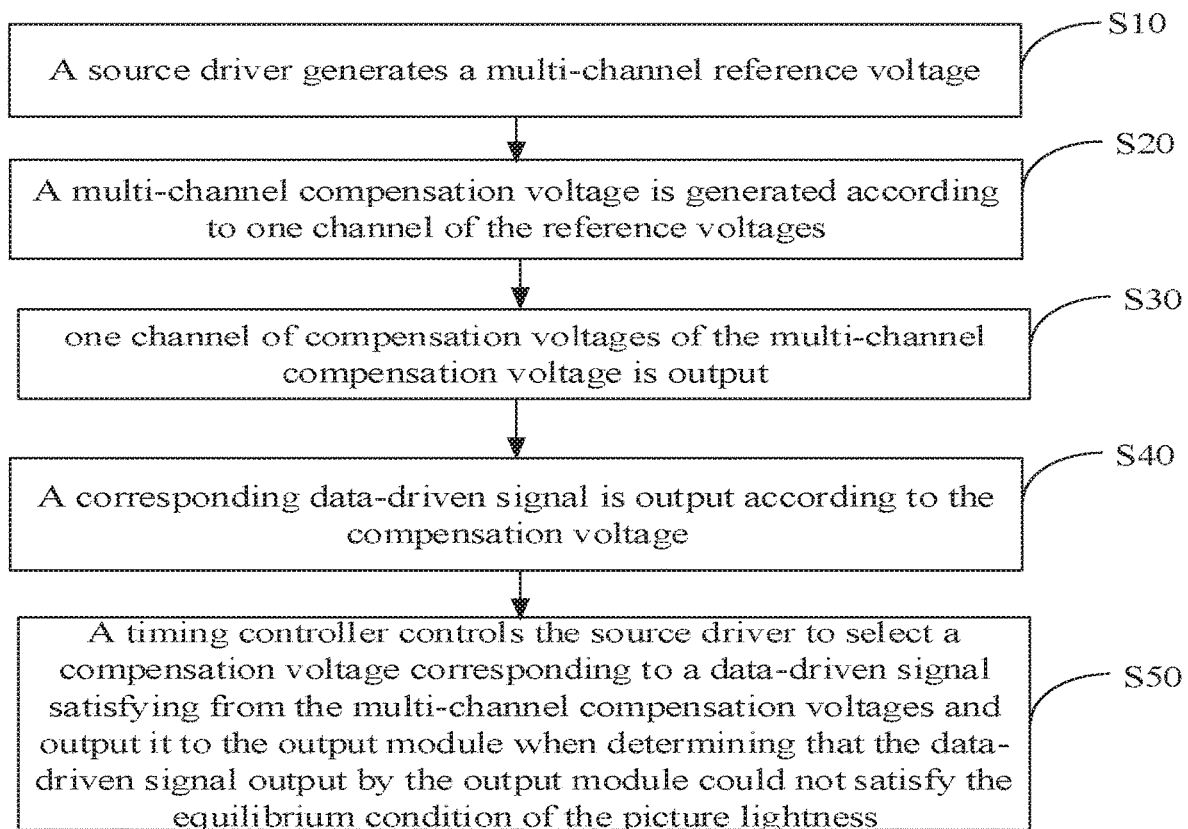 S10
A source driver generates a multi-channel reference voltage
S20
A multi-channel compensation voltage is generated according
to one channel of the reference voltages
S30
one channel of compensation voltages of the multi-channel
compensation voltage is output
S40
A corresponding data-driven signal is output according to the
compensation voltage
S50
A timing controller controls the source driver to select a
compensation voltage corresponding to a data-driven signal
satisfying from the multi-channel compensation voltages and
output it to the output module when determining that the data-
driven signal output by the output module could not satisfy the
equilibrium condition of the picture lightness